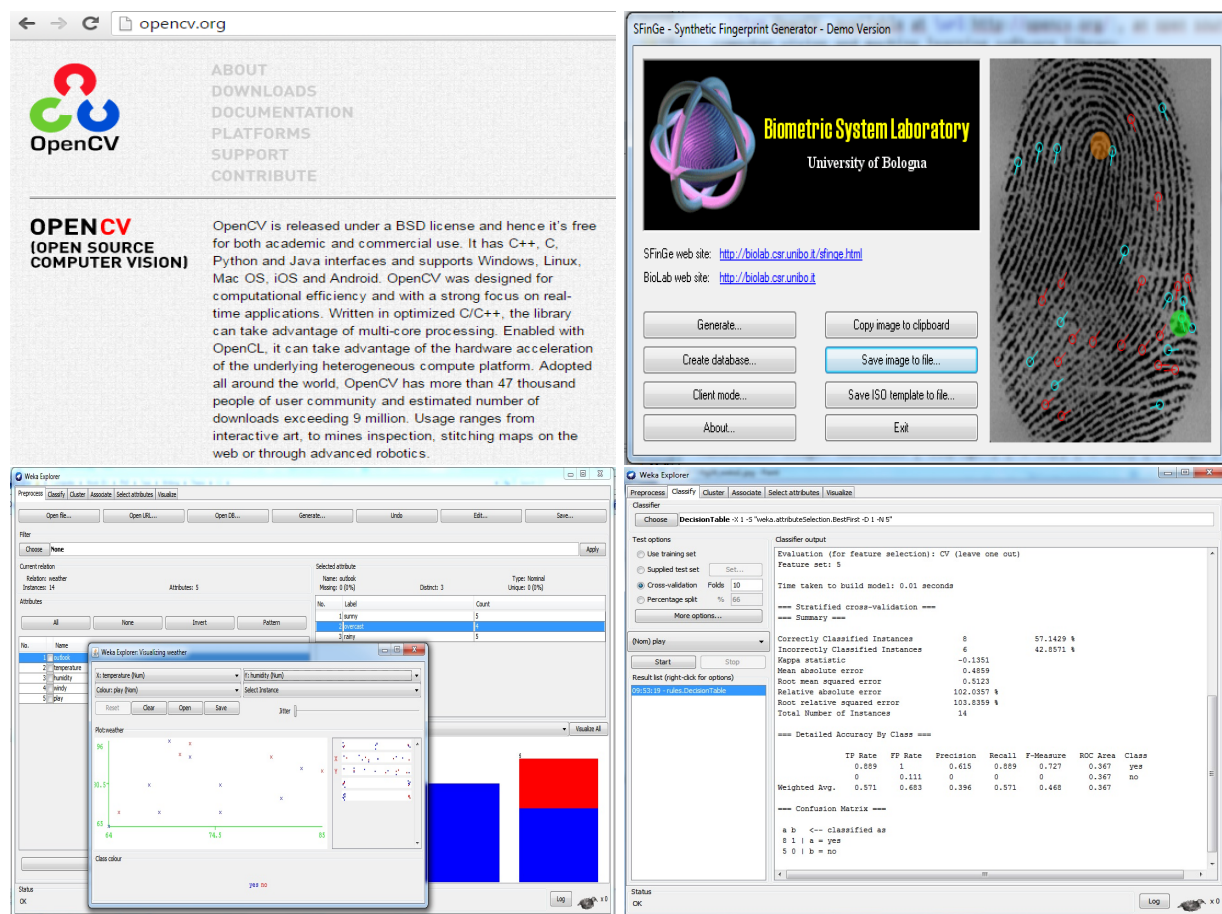 opencv.org
OpenCV
ABOUT
DOWNLOADS
DOCUMENTATION
PLATFORMS
SUPPORT
CONTRIBUTE
OPENCV
(OPEN SOURCE
COMPUTER VISION)
OpenCV is released under a BSD license and hence it's free
for both academic and commercial use. It has C++, C,
Python and Java interfaces and supports Windows, Linux,
Mac OS, iOS and Android. OpenCV was designed for
computational efficiency and with a strong focus on real-
time applications. Written in optimized C/C++, the library
can take advantage of multi-core processing. Enabled with
OpenCL, it can take advantage of the hardware acceleration
of the underlying heterogeneous compute platform. Adopted
all around the world, OpenCV has more than 47 thousand
people of user community and estimated number of
downloads exceeding 9 million. Usage ranges from
interactive art, to mines inspection, stitching maps on the
web or through advanced robotics.
SFinGe - Synthetic Fingerprint Generator - Demo Version
Biometric System Laboratory
University of Bologna
SFinGe web site: http://biolab.csr.unibo.it/sfinge.html
BioLab web site: http://biolab.csr.unibo.it
Generate... Copy image to clipboard
Create database... Save image to file...
Client mode... Save ISO template to file...
About... Exit
Weka Explorer
Preprocess Classify Cluster Associate Select attributes Visualize
Open file... Open URL... Open DB... Generate... Undo Edit... Save...
Filter
Choose None Apply
Current relation
Relation: weather
Instances: 14 Attributes: 5
Attributes
All None Invert Pattern
No. Name
1 outlook
2 temperature
3 humidity
4 windy
5 play
Selected attribute
Name: outlook Type: Nominal
Missing: 0 (0%) Distinct: 3 Unique: 0 (0%)
No. Label Count
1 sunny 5
2 overcast 4
3 rainy 5
Visualize All
Weka Explorer: Visualizing weather
X: temperature (Num) Y: humidity (Num)
Colour: play (Nom) Select Instance
Reset Clear Open Save Jitter
Plot:weather
96
81.5
65
64 74.5 85
X
Y
Class colour
yes no
Status
OK
Log x 0
Weka Explorer
Preprocess Classify Cluster Associate Select attributes Visualize
Classifier
Choose DecisionTable -X 1 -S "weka.attributeSelection.BestFirst -D 1 -N 5"
Test options
Use training set
Supplied test set Set...
Cross-validation Folds 10
Percentage split % 66
More options...
(Nom) play
Start Stop
Result list (right-click for options)
09:53:19 - rules.DecisionTable
Classifier output
Evaluation (for feature selection): CV (leave one out)
Feature set: 5
Time taken to build model: 0.01 seconds
=== Stratified cross-validation ===
=== Summary ===
Correctly Classified Instances 8 57.1429 %
Incorrectly Classified Instances 6 42.8571 %
Kappa statistic -0.1351
Mean absolute error 0.4859
Root mean squared error 0.5123
Relative absolute error 102.0357 %
Root relative squared error 103.8359 %
Total Number of Instances 14
=== Detailed Accuracy By Class ===
TP Rate FP Rate Precision Recall F-Measure ROC Area Class
0.889 1 0.615 0.889 0.727 0.367 yes
0 0.111 0 0 0 0.367 no
Weighted Avg. 0.571 0.683 0.396 0.571 0.468 0.367
=== Confusion Matrix ===
a b <-- classified as
8 1 | a = yes
5 0 | b = no
Status
OK
Log x 0